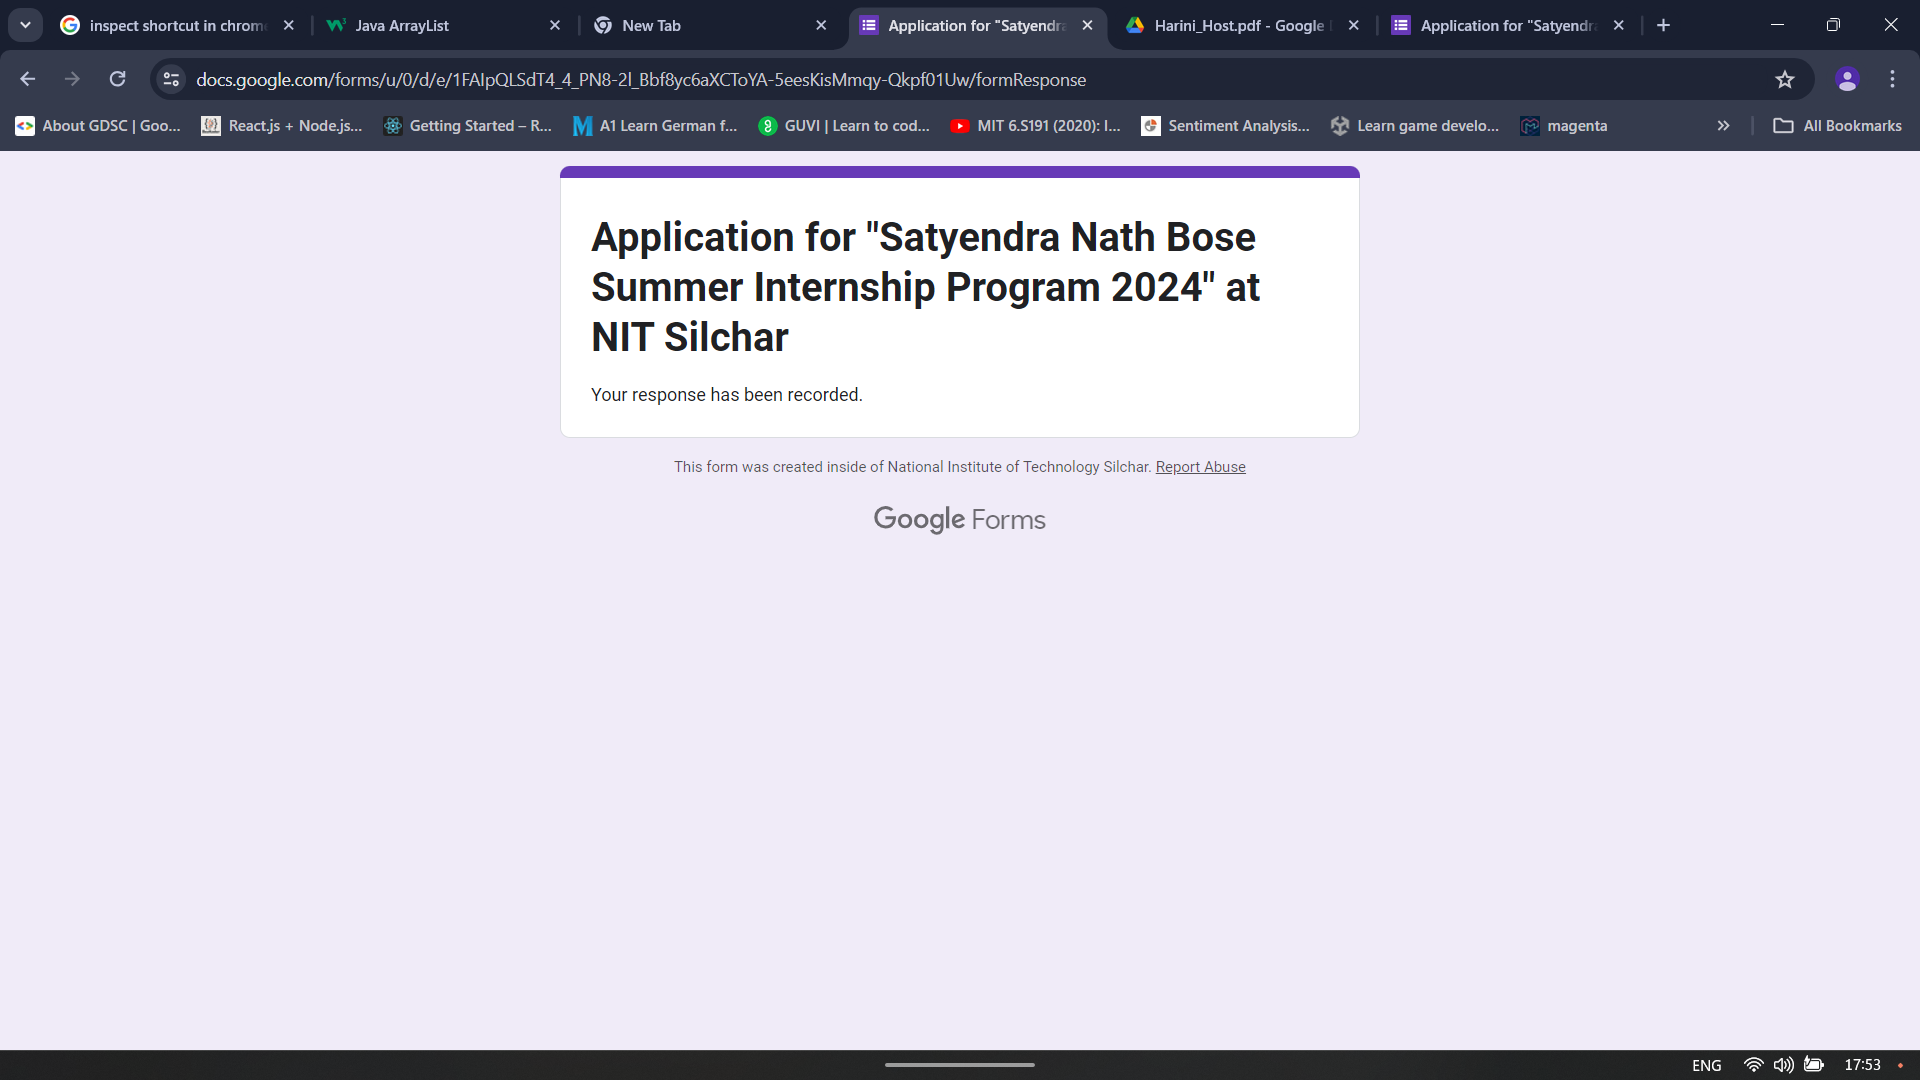 inspect shortcut in chrom
Java ArrayList
New Tab
Application for "Satyendra
Harini_Host.pdf - Google
Application for "Satyendra
docs.google.com/forms/u/0/d/e/1FAIpQLSdT4_4_PN8-2l_Bbf8yc6aXCToYA-5eesKisMmqy-Qkpf01Uw/formResponse
About GDSC | Goo...
React.js + Node.js...
Getting Started – R...
A1 Learn German f...
GUVI | Learn to cod...
MIT 6.S191 (2020): I...
Sentiment Analysis...
Learn game develo...
magenta
All Bookmarks
Application for "Satyendra Nath Bose
Summer Internship Program 2024" at
NIT Silchar
Your response has been recorded.
This form was created inside of National Institute of Technology Silchar. Report Abuse
Google Forms
ENG
17:53